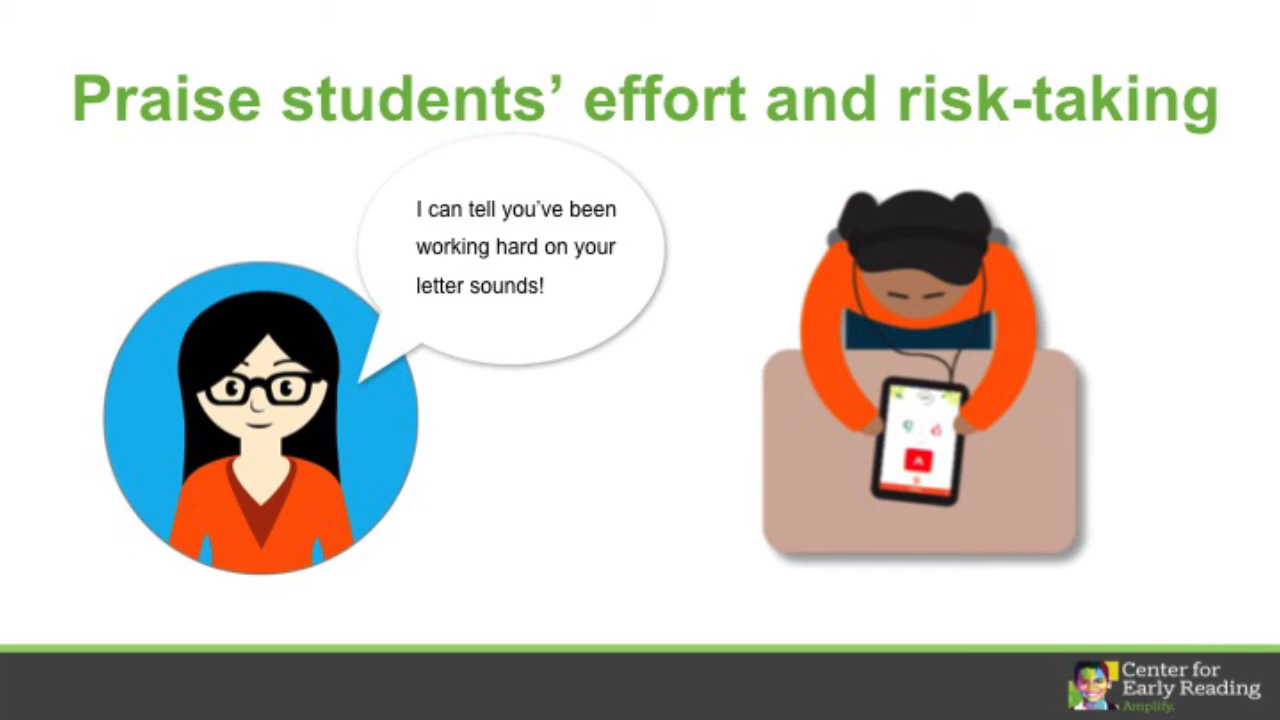 Praise students’ effort and risk-taking
I can tell you’ve been
working hard on your
letter sounds!
A
Center for
Early Reading
Amplify.